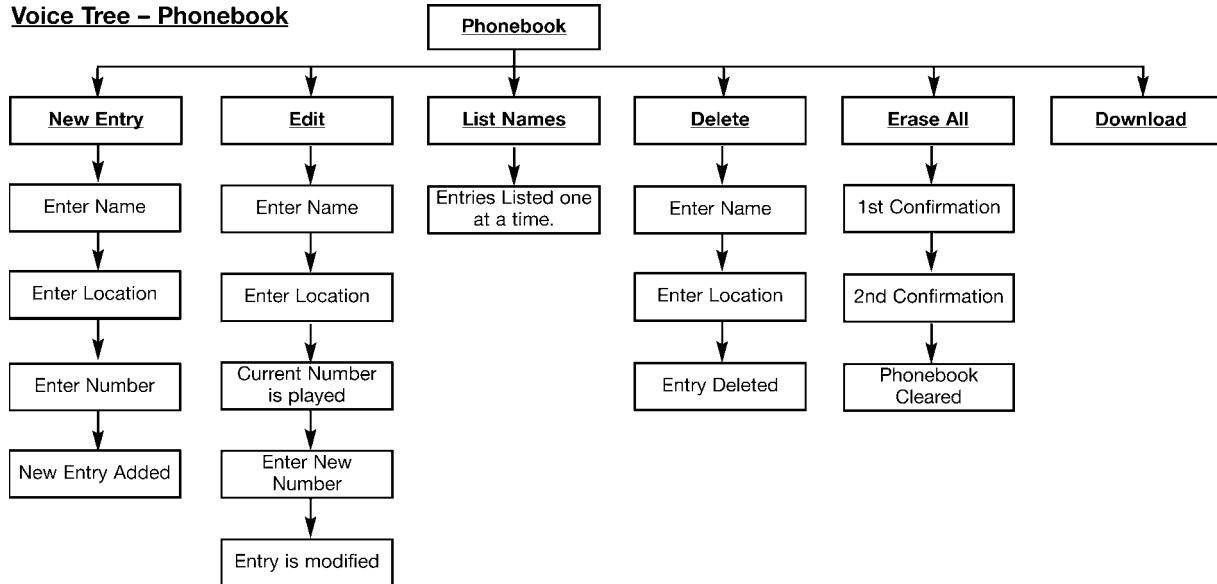 Voice Tree – Phonebook
Phonebook
New Entry
Edit
List Names
Delete
Erase All
Download
Enter Name
Enter Name
Entries Listed one
at a time.
Enter Name
1st Confirmation
Enter Location
Enter Location
Enter Location
2nd Confirmation
Enter Number
Current Number
is played
Entry Deleted
Phonebook
Cleared
New Entry Added
Enter New
Number
Entry is modified